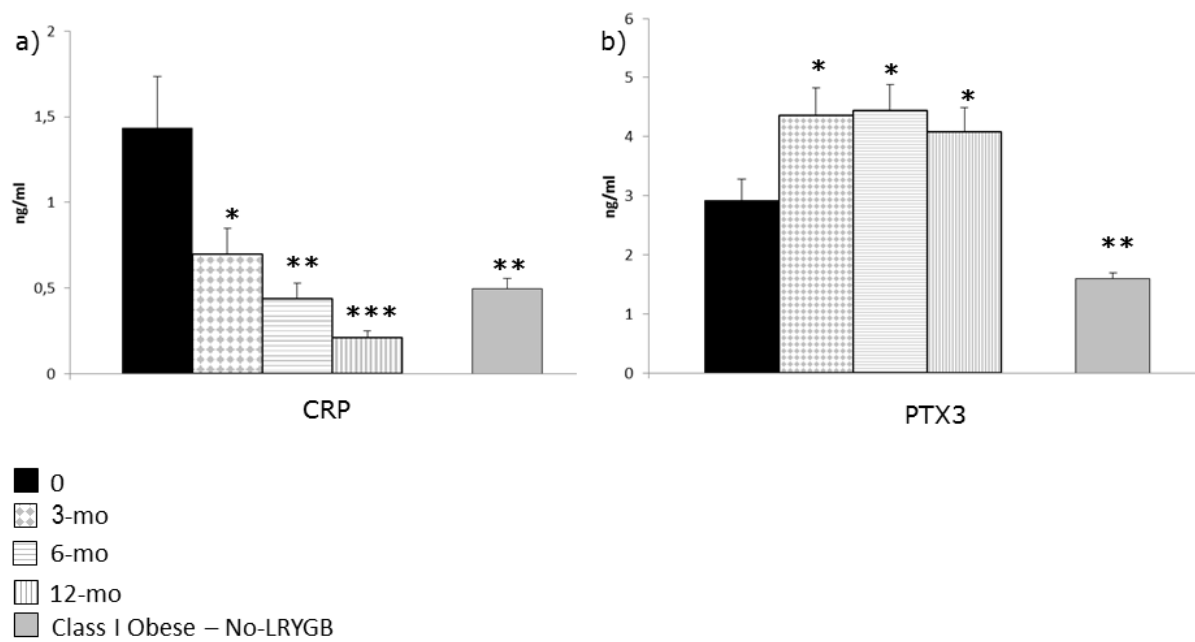 a)
2
1,5
1
0,5
0
ng/ml
*
**
***
**
CRP
b)
6
5
4
3
2
1
0
ng/ml
*
*
*
**
PTX3
0
3-mo
6-mo
12-mo
Class I Obese – No-LRYGB